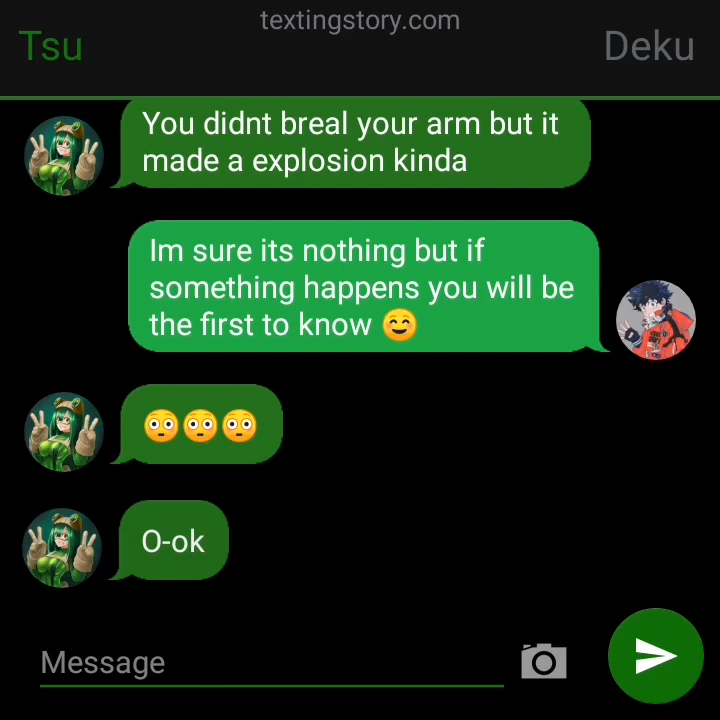 textingstory.com
Tsu
Deku
You didnt breal your arm but it
made a explosion kinda
Im sure its nothing but if
something happens you will be
the first to know 😊
😳😳😳
O-ok
Message